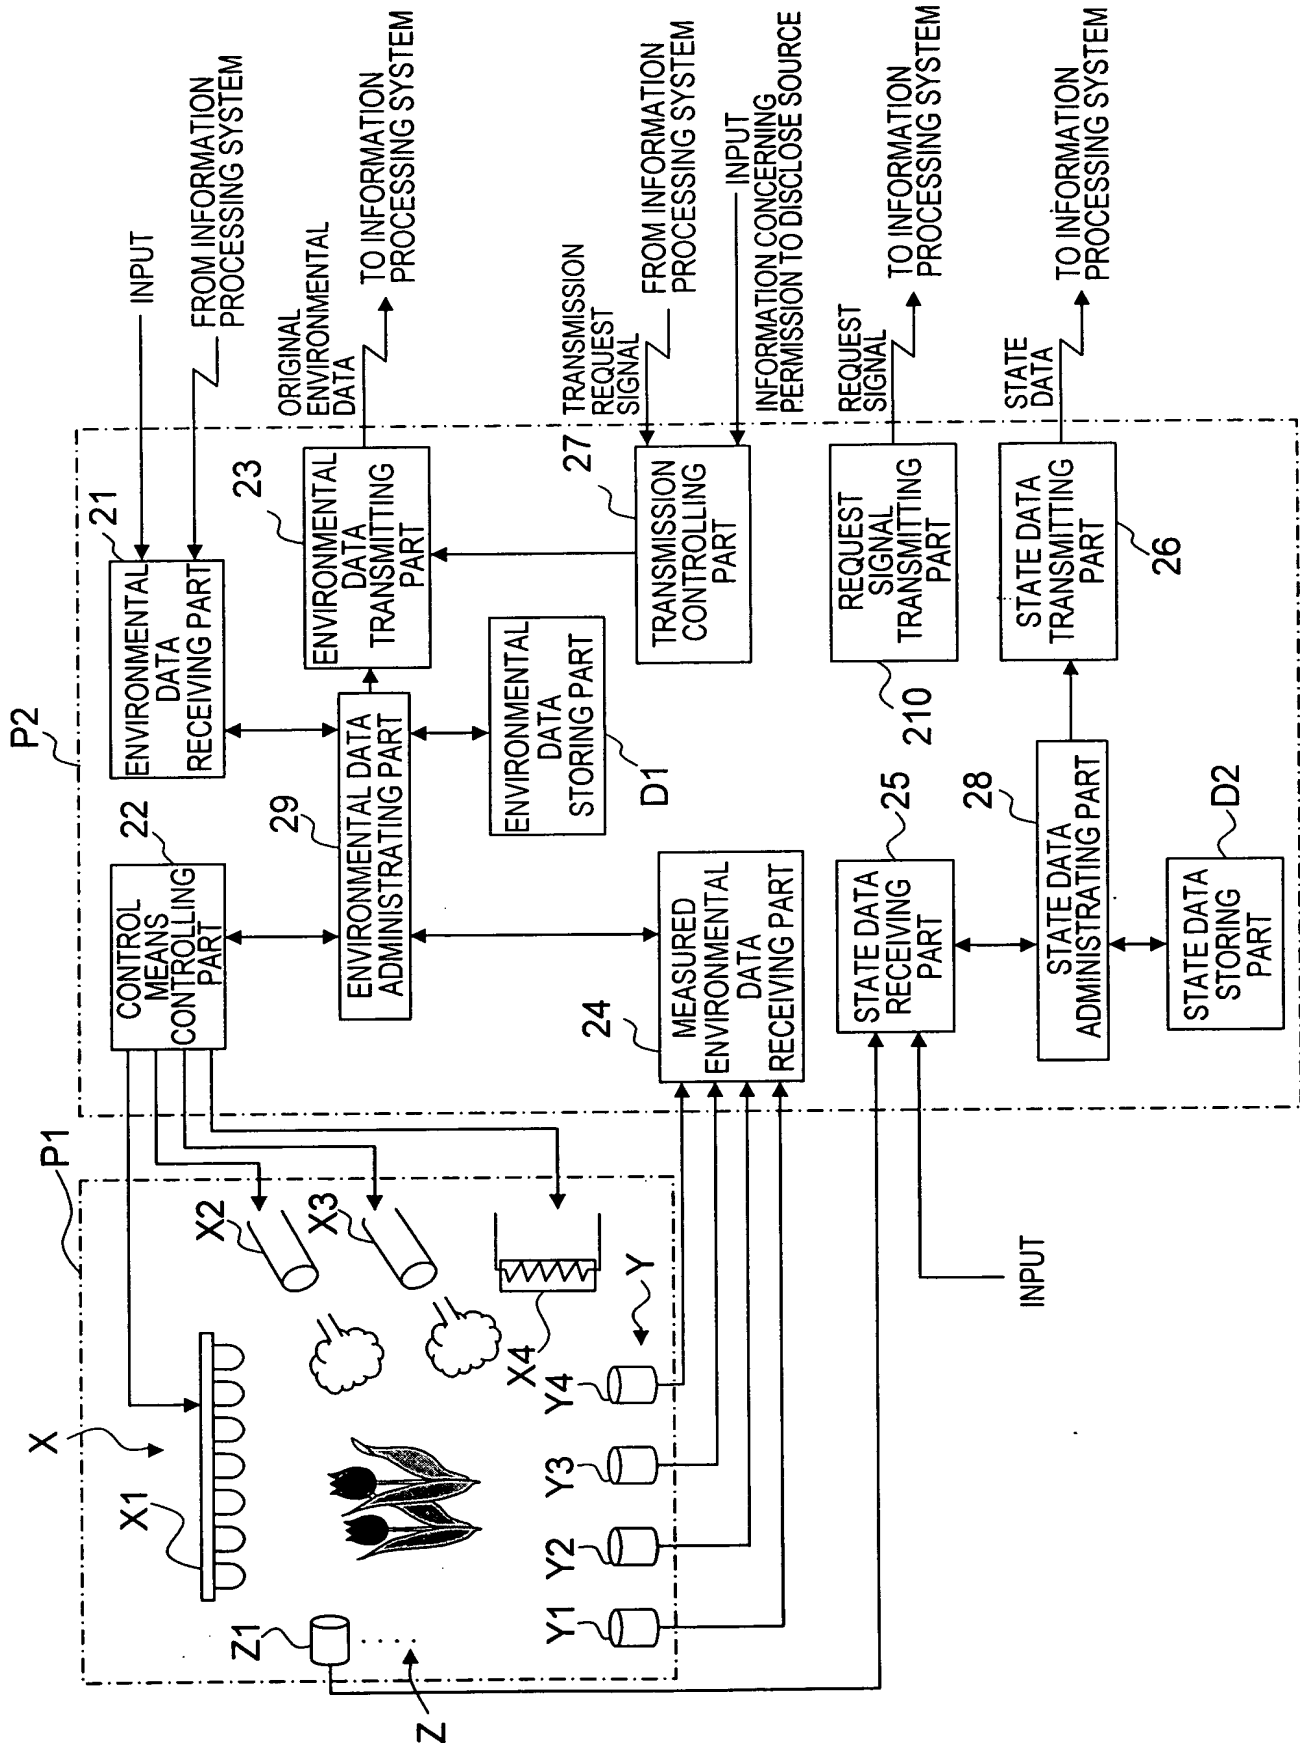 P1
X
X1
X2
X3
X4
Y
Y1
Y2
Y3
Y4
Z1
Z
P2
22
CONTROL
MEANS
CONTROLLING
PART
21
ENVIRONMENTAL
DATA
RECEIVING PART
INPUT
FROM INFORMATION
PROCESSING SYSTEM
29
ENVIRONMENTAL DATA
ADMINISTRATING PART
23
ENVIRONMENTAL
DATA
TRANSMITTING
PART
ORIGINAL
ENVIRONMENTAL
DATA
TO INFORMATION
PROCESSING SYSTEM
ENVIRONMENTAL
DATA
STORING PART
D1
24
MEASURED
ENVIRONMENTAL
DATA
RECEIVING PART
27
TRANSMISSION
CONTROLLING
PART
TRANSMISSION
REQUEST
SIGNAL
FROM INFORMATION
PROCESSING SYSTEM
INPUT
INFORMATION CONCERNING
PERMISSION TO DISCLOSE SOURCE
25
STATE DATA
RECEIVING
PART
INPUT
REQUEST
SIGNAL
TRANSMITTING
PART
210
REQUEST
SIGNAL
TO INFORMATION
PROCESSING SYSTEM
28
STATE DATA
ADMINISTRATING PART
STATE DATA
TRANSMITTING
PART
26
STATE
DATA
TO INFORMATION
PROCESSING SYSTEM
D2
STATE DATA
STORING
PART